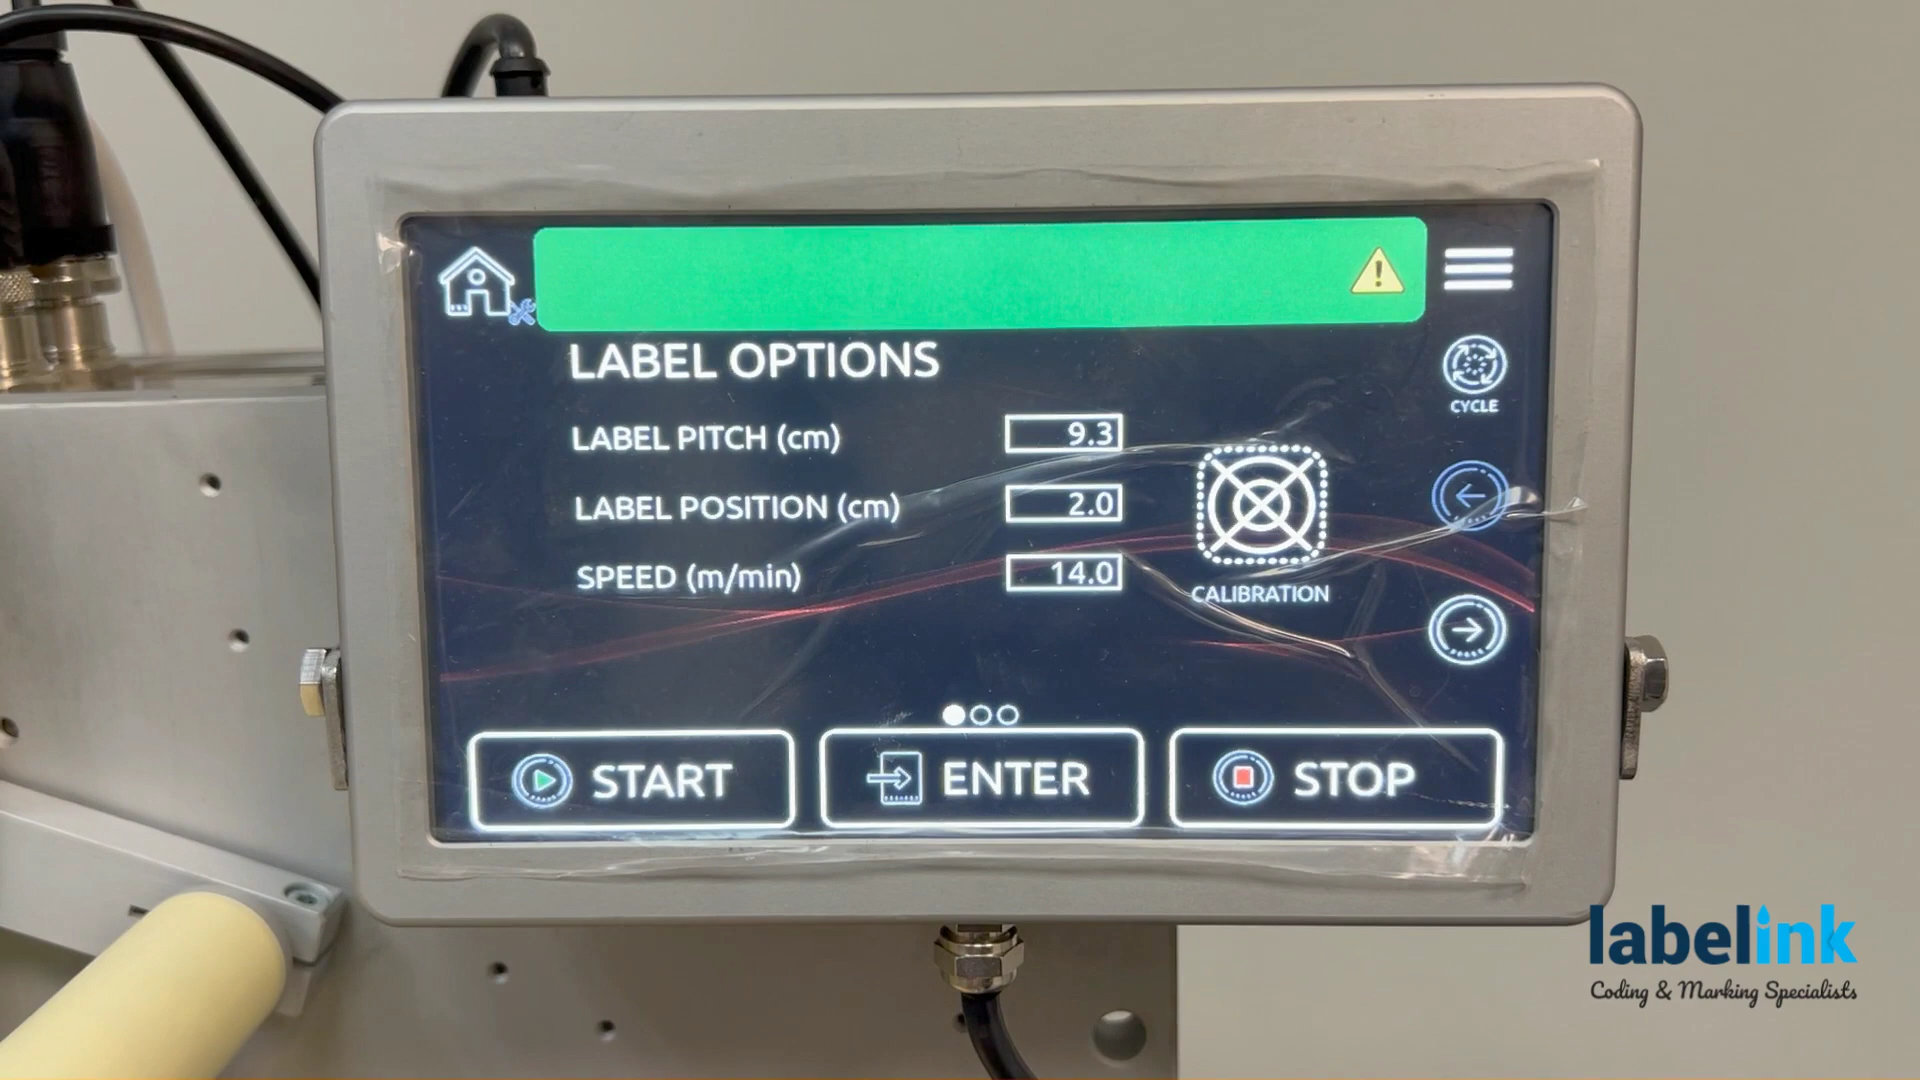 LABEL OPTIONS
CYCLE
LABEL PITCH (cm) 9.3
LABEL POSITION (cm) 2.0
SPEED (m/min) 14.0
CALIBRATION
START
ENTER
STOP
labelink
Coding & Marking Specialists